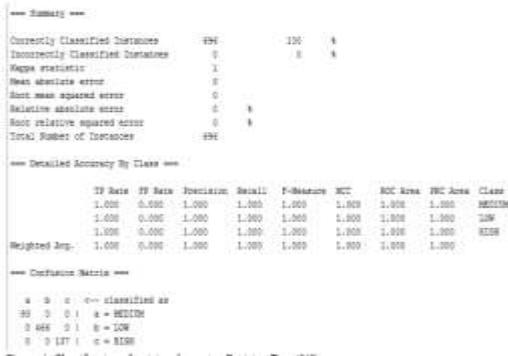 === Summary ===
Correctly Classified Instances 696 100 %
Incorrectly Classified Instances 0 0 %
Kappa statistic 1
Mean absolute error 0
Root mean squared error 0
Relative absolute error 0 %
Root relative squared error 0 %
Total Number of Instances 696
=== Detailed Accuracy By Class ===
TP Rate FP Rate Precision Recall F-Measure MCC ROC Area PRC Area Class
1.000 0.000 1.000 1.000 1.000 1.000 1.000 1.000 MEDIUM
1.000 0.000 1.000 1.000 1.000 1.000 1.000 1.000 LOW
1.000 0.000 1.000 1.000 1.000 1.000 1.000 1.000 HIGH
Weighted Avg. 1.000 0.000 1.000 1.000 1.000 1.000 1.000 1.000
=== Confusion Matrix ===
a b c <-- classified as
93 0 0 | a = MEDIUM
0 466 0 | b = LOW
0 0 137 | c = HIGH